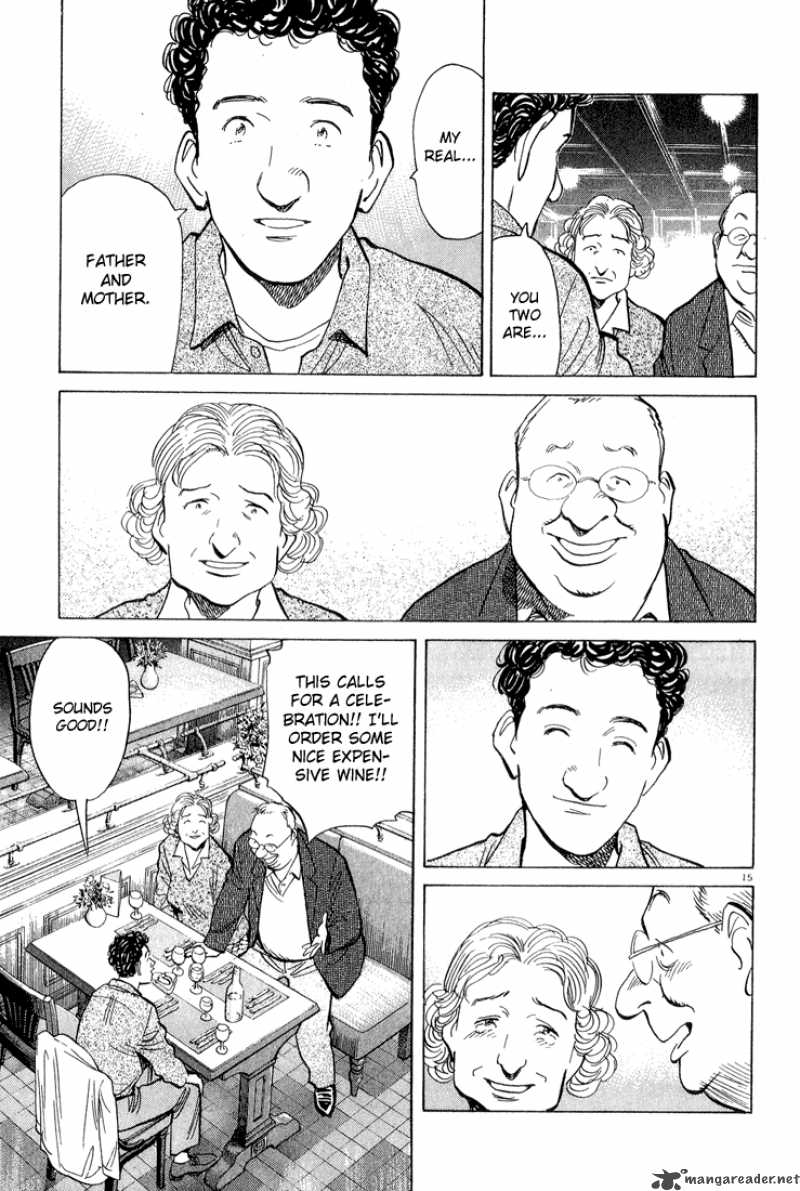 YOU
TWO
ARE...
MY
REAL...
FATHER
AND
MOTHER.
THIS CALLS
FOR A CELE-
BRATION!! I'LL
ORDER SOME
NICE EXPEN-
SIVE WINE!!
SOUNDS
GOOD!!
15
mangareader.net